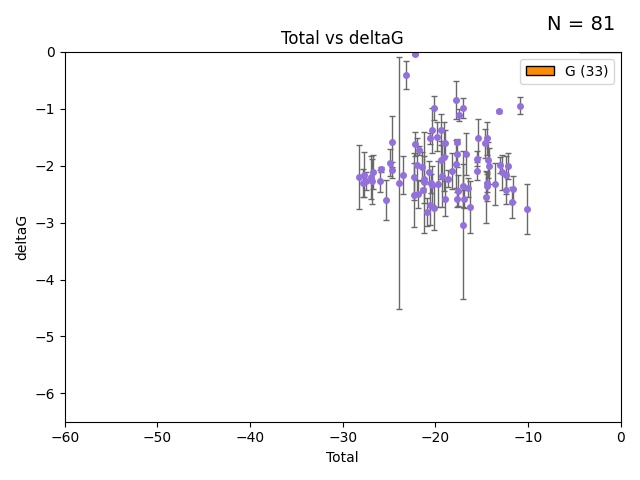 N = 81
Total vs deltaG
G (33)
0
−1
−2
−3
−4
−5
−6
deltaG
−60 −50 −40 −30 −20 −10 0
Total